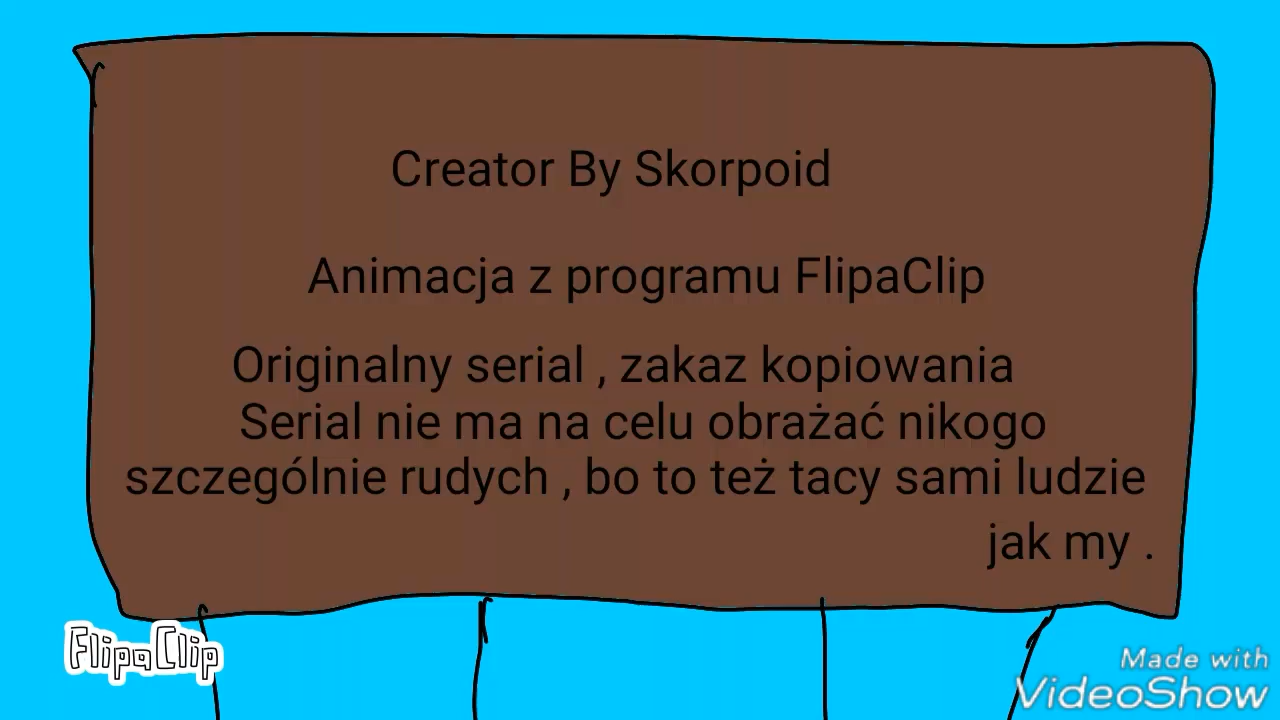 Creator By Skorpoid
Animacja z programu FlipaClip
Originalny serial , zakaz kopiowania
Serial nie ma na celu obrażać nikogo
szczególnie rudych , bo to też tacy sami ludzie
jak my .
FlipaClip
Made with
VideoShow